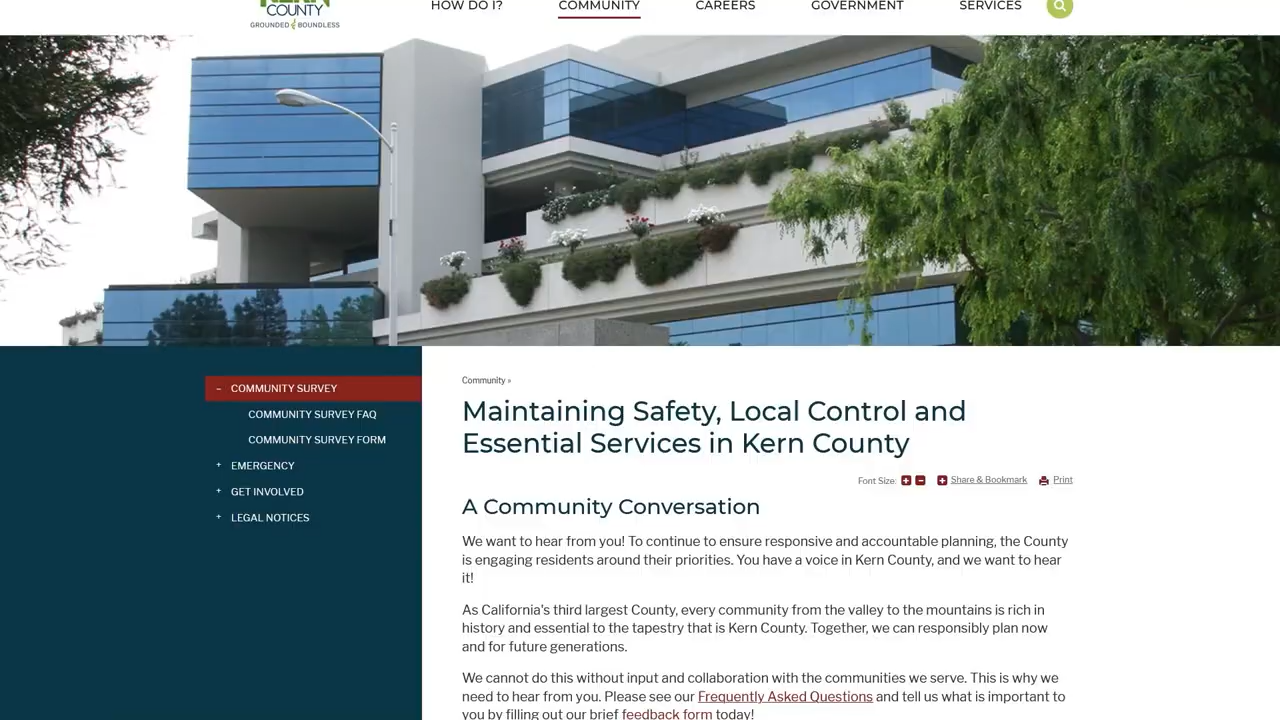 COUNTY
GROUNDED BOUNDLESS
HOW DO I?
COMMUNITY
CAREERS
GOVERNMENT
SERVICES
– COMMUNITY SURVEY
COMMUNITY SURVEY FAQ
COMMUNITY SURVEY FORM
+ EMERGENCY
+ GET INVOLVED
+ LEGAL NOTICES
Community »
Maintaining Safety, Local Control and
Essential Services in Kern County
Font Size: + - + Share & Bookmark Print
A Community Conversation
We want to hear from you! To continue to ensure responsive and accountable planning, the County
is engaging residents around their priorities. You have a voice in Kern County, and we want to hear
it!
As California's third largest County, every community from the valley to the mountains is rich in
history and essential to the tapestry that is Kern County. Together, we can responsibly plan now
and for future generations.
We cannot do this without input and collaboration with the communities we serve. This is why we
need to hear from you. Please see our Frequently Asked Questions and tell us what is important to
you by filling out our brief feedback form today!